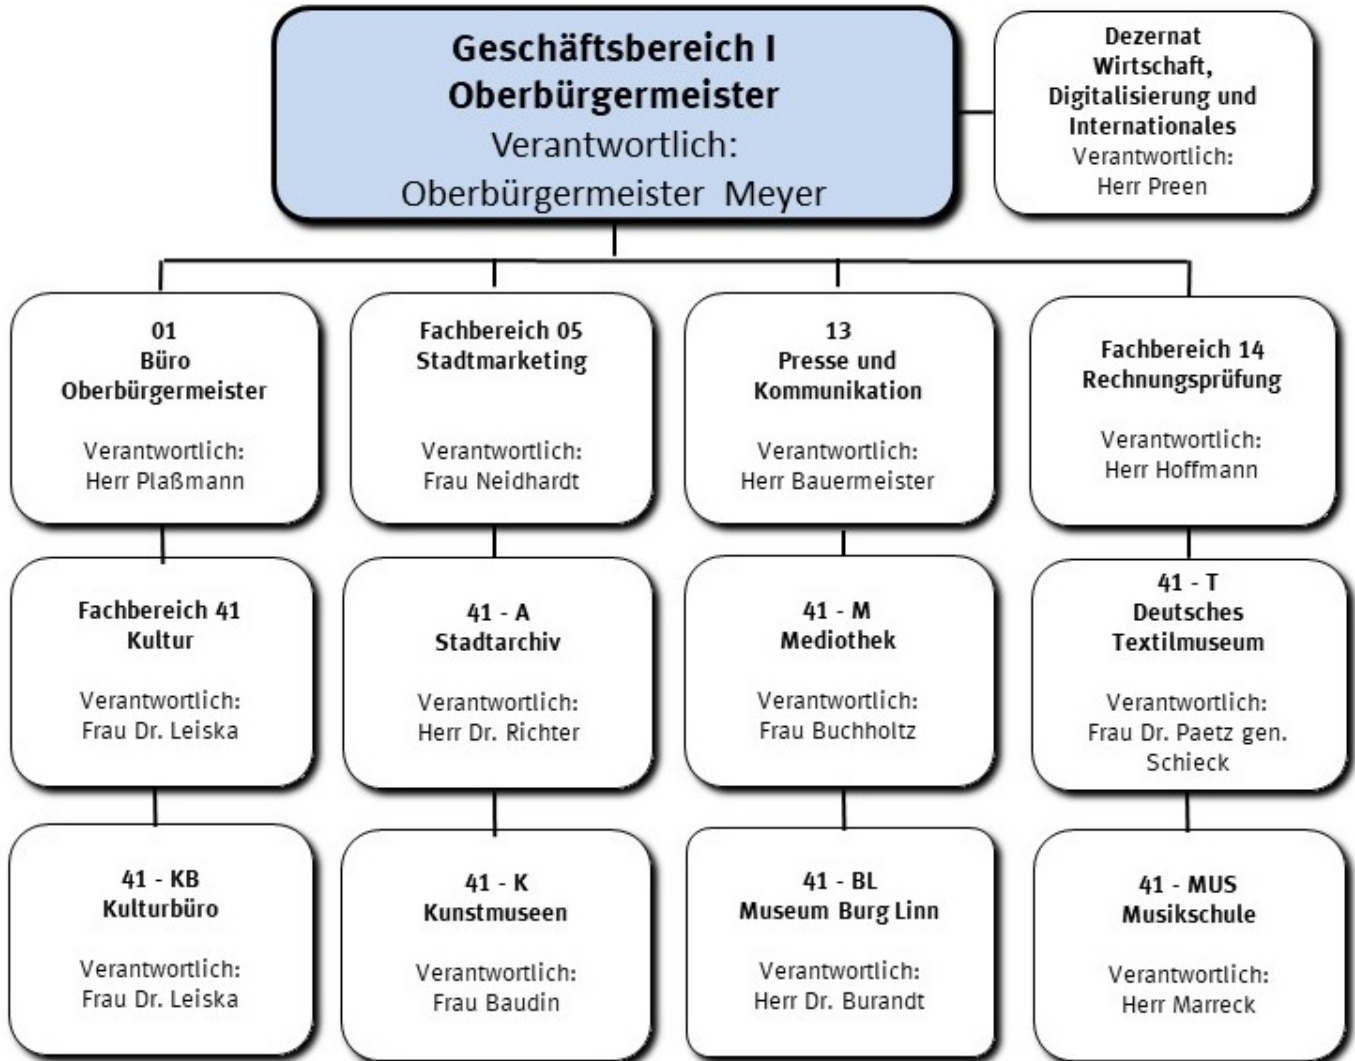 Geschäftsbereich I
Oberbürgermeister
Verantwortlich:
Oberbürgermeister Meyer
Dezernat
Wirtschaft,
Digitalisierung und
Internationales
Verantwortlich:
Herr Preen
01
Büro
Oberbürgermeister
Verantwortlich:
Herr Plaßmann
Fachbereich 05
Stadtmarketing
Verantwortlich:
Frau Neidhardt
13
Presse und
Kommunikation
Verantwortlich:
Herr Bauermeister
Fachbereich 14
Rechnungsprüfung
Verantwortlich:
Herr Hoffmann
Fachbereich 41
Kultur
Verantwortlich:
Frau Dr. Leiska
41 - A
Stadtarchiv
Verantwortlich:
Herr Dr. Richter
41 - M
Mediothek
Verantwortlich:
Frau Buchholtz
41 - T
Deutsches
Textilmuseum
Verantwortlich:
Frau Dr. Paetz gen.
Schieck
41 - KB
Kulturbüro
Verantwortlich:
Frau Dr. Leiska
41 - K
Kunstmuseen
Verantwortlich:
Frau Baudin
41 - BL
Museum Burg Linn
Verantwortlich:
Herr Dr. Burandt
41 - MUS
Musikschule
Verantwortlich:
Herr Marreck